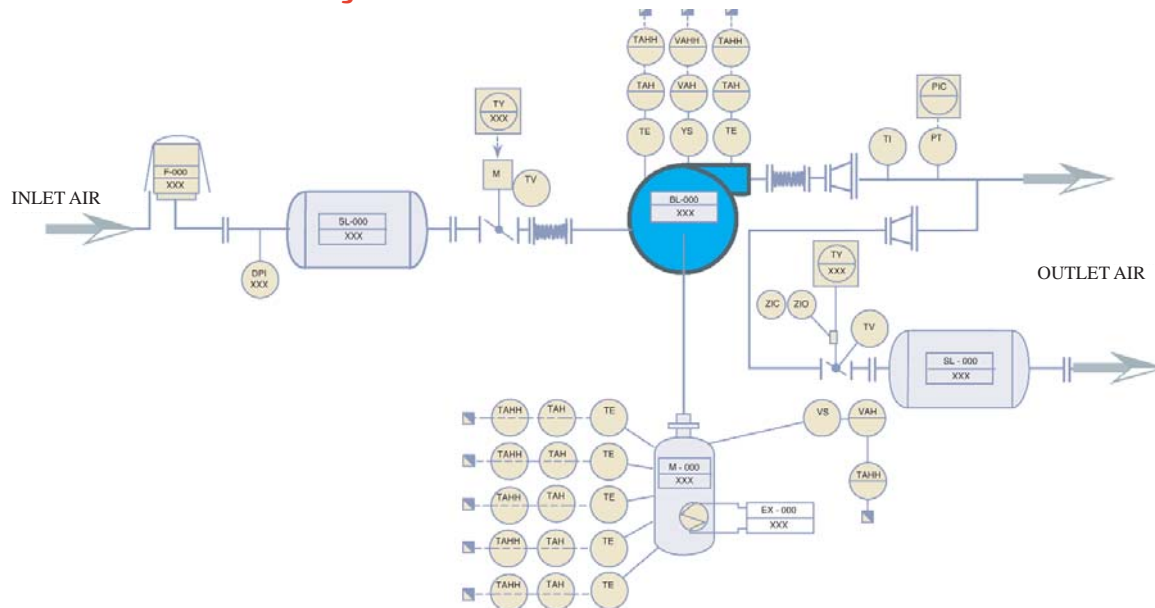 TAHH
VAHH
TAHH
TAH
VAH
TAH
TE
YS
TE
TY
XXX
M
TV
PIC
TI
PT
F-000
XXX
INLET AIR
SL-000
XXX
DPI
XXX
BL-000
XXX
TY
XXX
OUTLET AIR
ZIC
ZIO
TV
SL - 000
XXX
TAHH
TAH
TE
VS
VAH
TAHH
TAH
TE
M - 000
XXX
TAHH
TAHH
TAH
TE
EX - 000
XXX
TAHH
TAH
TE
TAHH
TAH
TE